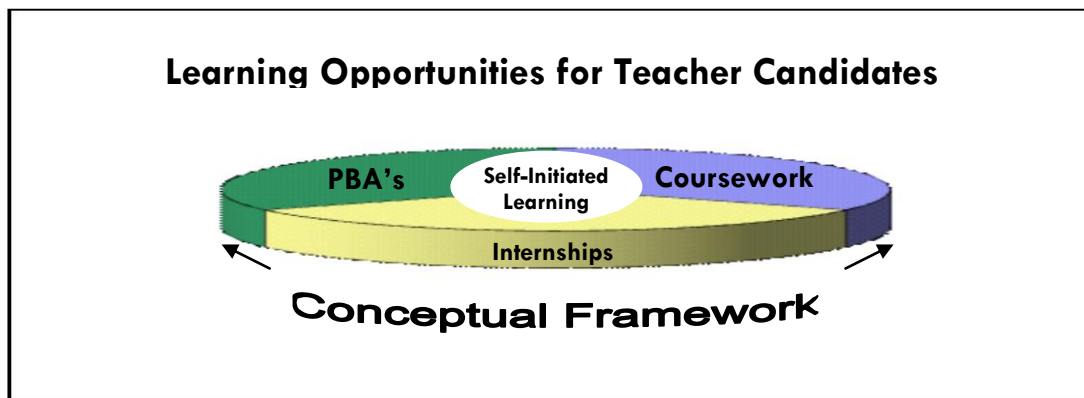 Learning Opportunities for Teacher Candidates
PBA's
Self-Initiated
Learning
Coursework
Internships
Conceptual Framework